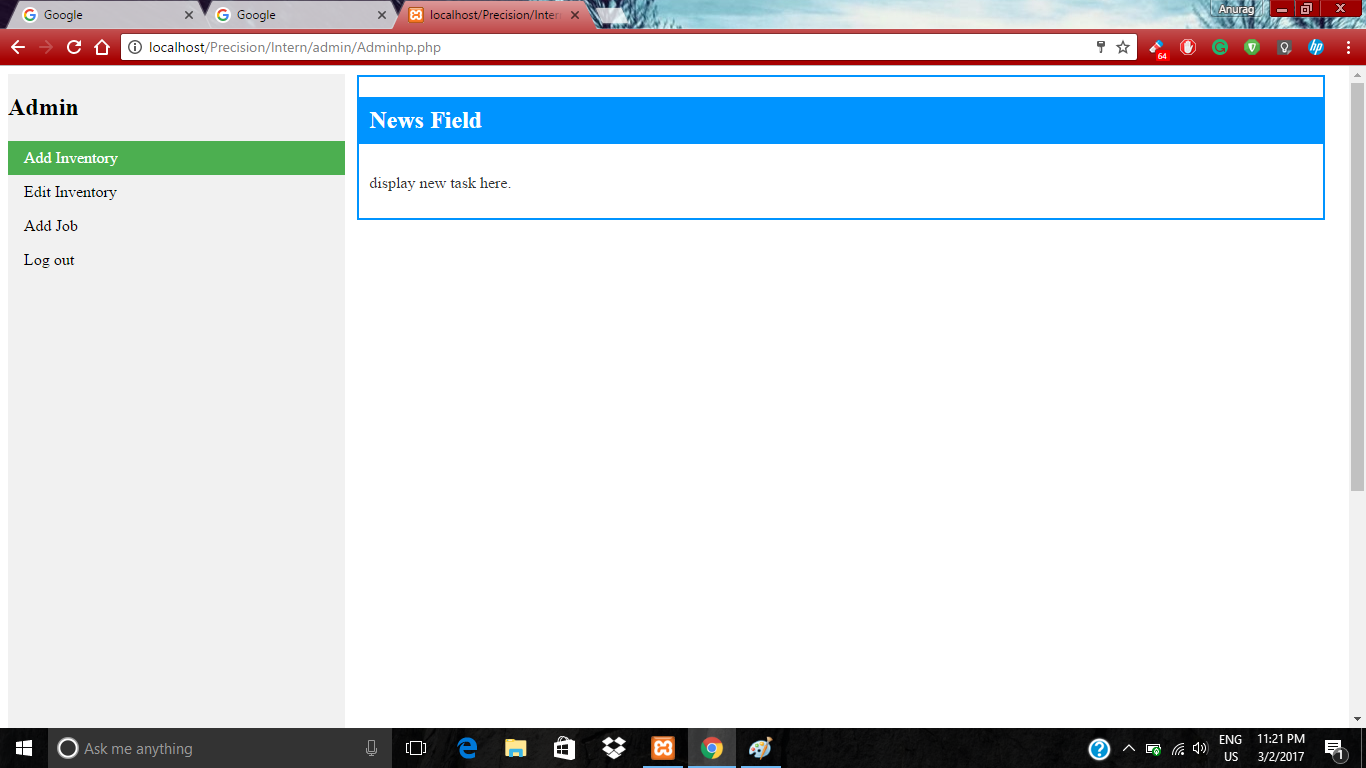 Google
Google
localhost/Precision/Inter
Anurag
localhost/Precision/Intern/admin/Adminhp.php
64
hp
Admin
Add Inventory
Edit Inventory
Add Job
Log out
News Field
display new task here.
Ask me anything
ENG
US
11:21 PM
3/2/2017
1